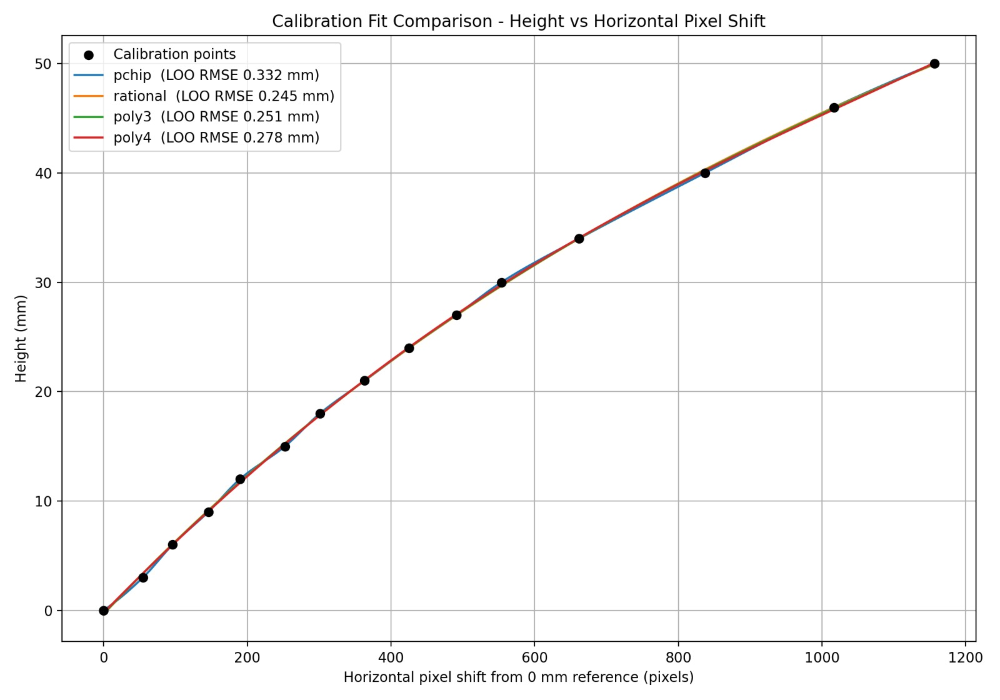 Calibration Fit Comparison - Height vs Horizontal Pixel Shift
Calibration points
pchip (LOO RMSE 0.332 mm)
rational (LOO RMSE 0.245 mm)
poly3 (LOO RMSE 0.251 mm)
poly4 (LOO RMSE 0.278 mm)
Height (mm)
50
40
30
20
10
0
0 200 400 600 800 1000 1200
Horizontal pixel shift from 0 mm reference (pixels)